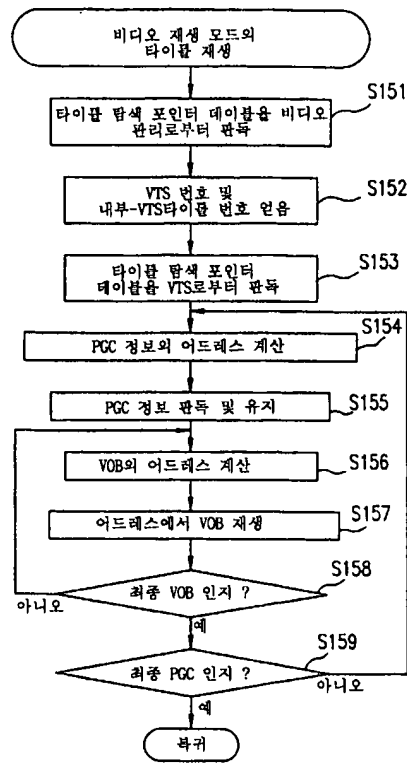 비디오 재생 모드의
타이틀 재생
S151
타이틀 탐색 포인터 테이블을 비디오
관리로부터 판독
S152
VTS 번호 및
내부-VTS타이틀 번호 얻음
S153
타이틀 탐색 포인터
테이블을 VTS로부터 판독
S154
PGC 정보의 어드레스 계산
S155
PGC 정보 판독 및 유지
S156
VOB의 어드레스 계산
S157
어드레스에서 VOB 재생
S158
최종 VOB 인지 ?
아니오
예
S159
최종 PGC 인지 ?
아니오
예
복귀